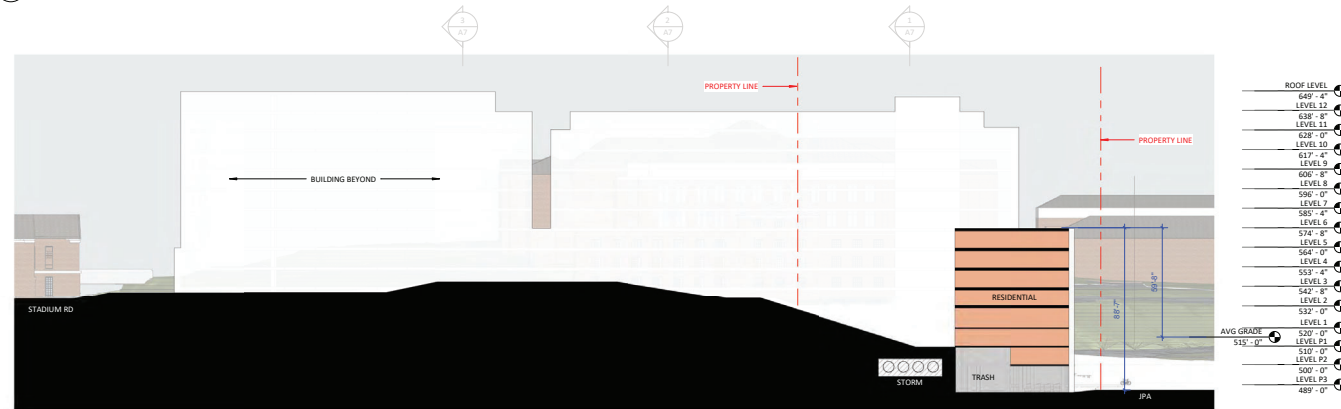 3
A7
2
A7
1
A7
PROPERTY LINE
PROPERTY LINE
BUILDING BEYOND
RESIDENTIAL
STADIUM RD
TRASH
STORM
JPA
88'-7"
59'-8"
ROOF LEVEL
649' - 4"
LEVEL 12
638' - 8"
LEVEL 11
628' - 0"
LEVEL 10
617' - 4"
LEVEL 9
606' - 8"
LEVEL 8
596' - 0"
LEVEL 7
585' - 4"
LEVEL 6
574' - 8"
LEVEL 5
564' - 0"
LEVEL 4
553' - 4"
LEVEL 3
542' - 8"
LEVEL 2
532' - 0"
LEVEL 1
520' - 0"
AVG GRADE
515' - 0"
LEVEL P1
510' - 0"
LEVEL P2
500' - 0"
LEVEL P3
489' - 0"